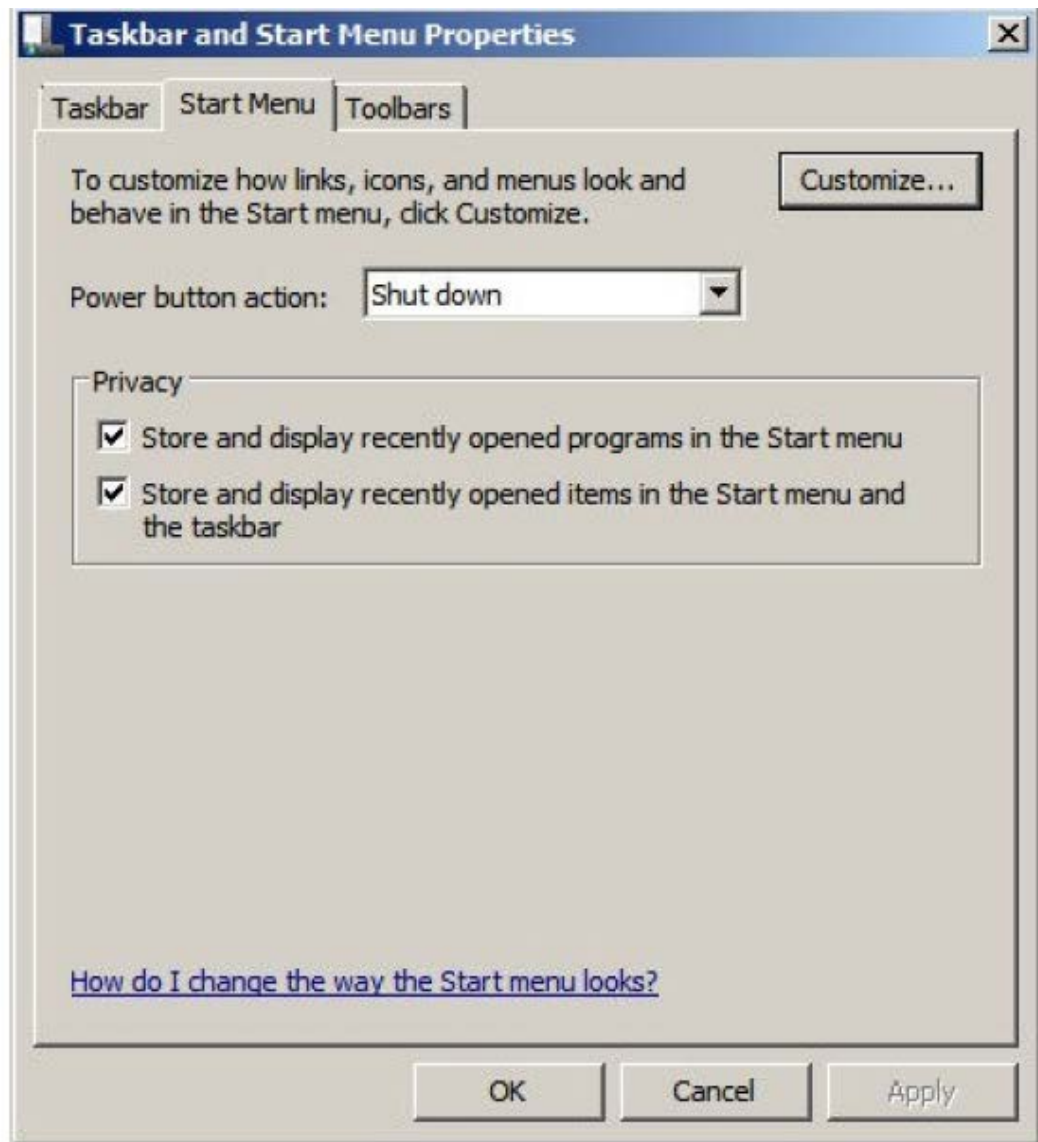 Taskbar and Start Menu Properties
Taskbar
Start Menu
Toolbars
To customize how links, icons, and menus look and
behave in the Start menu, click Customize.
Customize...
Power button action:
Shut down
Privacy
Store and display recently opened programs in the Start menu
Store and display recently opened items in the Start menu and
the taskbar
How do I change the way the Start menu looks?
OK
Cancel
Apply